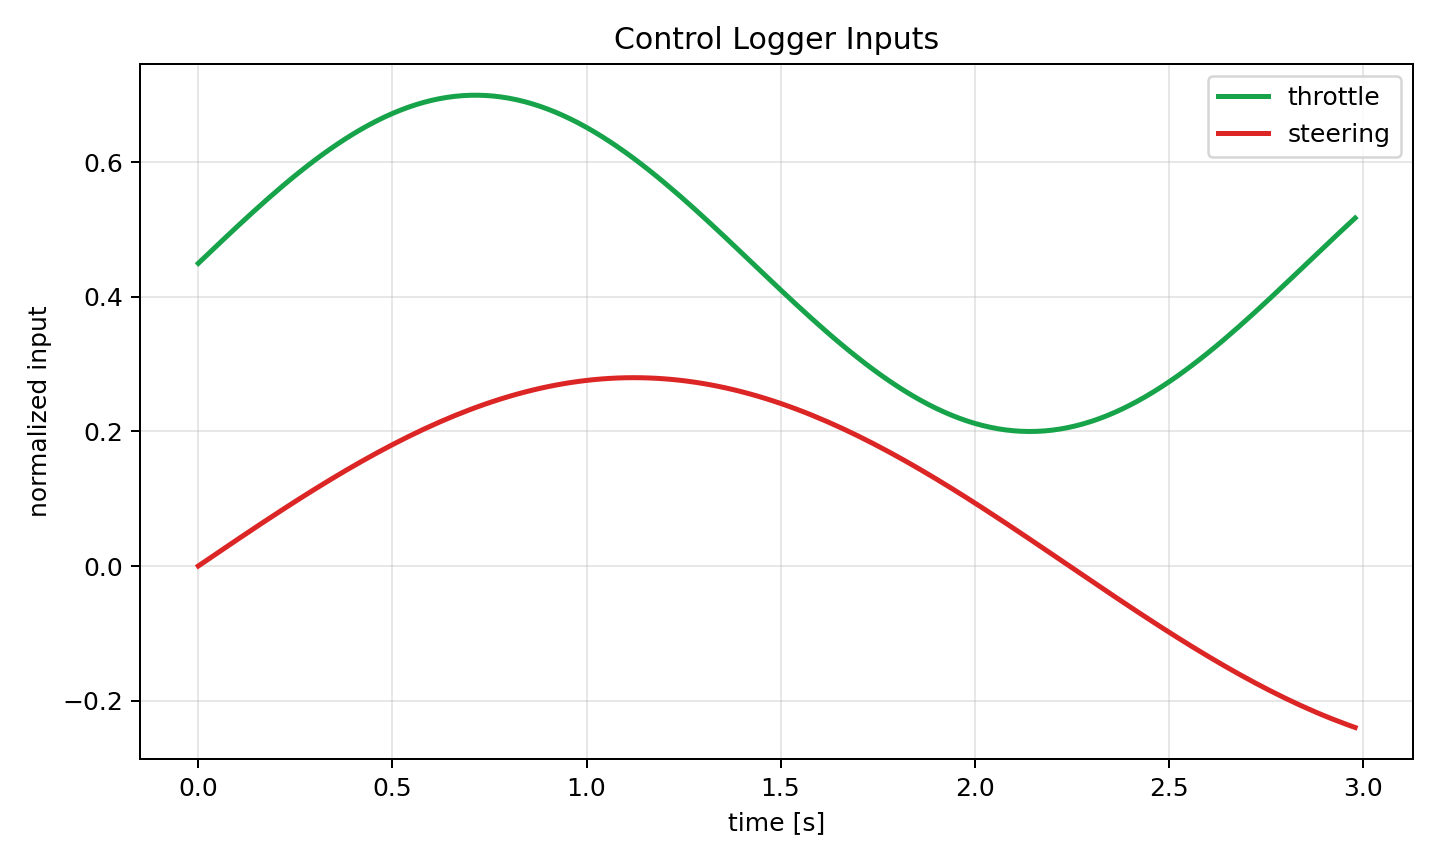 Control Logger Inputs
throttle
steering
0.6
0.4
0.2
0.0
−0.2
normalized input
0.0 0.5 1.0 1.5 2.0 2.5 3.0
time [s]